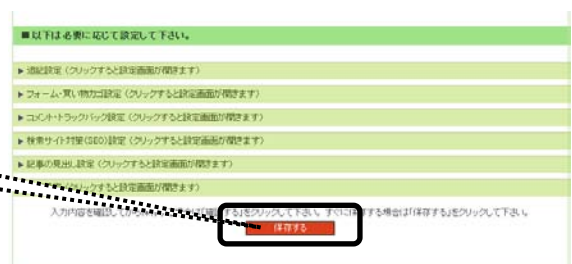 ■以下は必要に応じて設定して下さい。
▶ 追記設定（クリックすると設定画面が開きます）
▶ フォーム・買い物カゴ設定（クリックすると設定画面が開きます）
▶ コメント・トラックバック設定（クリックすると設定画面が開きます）
▶ 検索サイト対策(SEO)設定（クリックすると設定画面が開きます）
▶ 記事の見出し設定（クリックすると設定画面が開きます）
クリックすると設定画面が開きます）
入力内容を確認してから 場合は「確認する」をクリックして下さい。すぐに保存する場合は「保存する」をクリックして下さい。
保存する